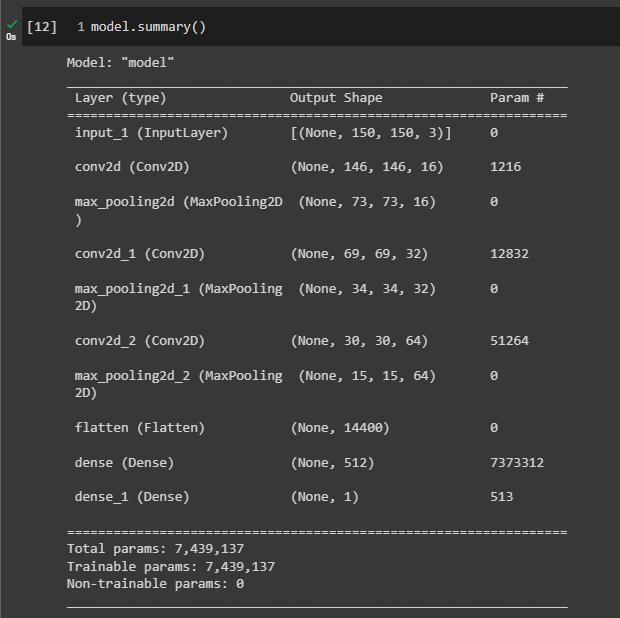 [12] 1 model.summary()
0s
Model: "model"
_________________________________________________________________
Layer (type) Output Shape Param #
=================================================================
input_1 (InputLayer) [(None, 150, 150, 3)] 0
conv2d (Conv2D) (None, 146, 146, 16) 1216
max_pooling2d (MaxPooling2D (None, 73, 73, 16) 0
)
conv2d_1 (Conv2D) (None, 69, 69, 32) 12832
max_pooling2d_1 (MaxPooling (None, 34, 34, 32) 0
2D)
conv2d_2 (Conv2D) (None, 30, 30, 64) 51264
max_pooling2d_2 (MaxPooling (None, 15, 15, 64) 0
2D)
flatten (Flatten) (None, 14400) 0
dense (Dense) (None, 512) 7373312
dense_1 (Dense) (None, 1) 513
=================================================================
Total params: 7,439,137
Trainable params: 7,439,137
Non-trainable params: 0
_________________________________________________________________